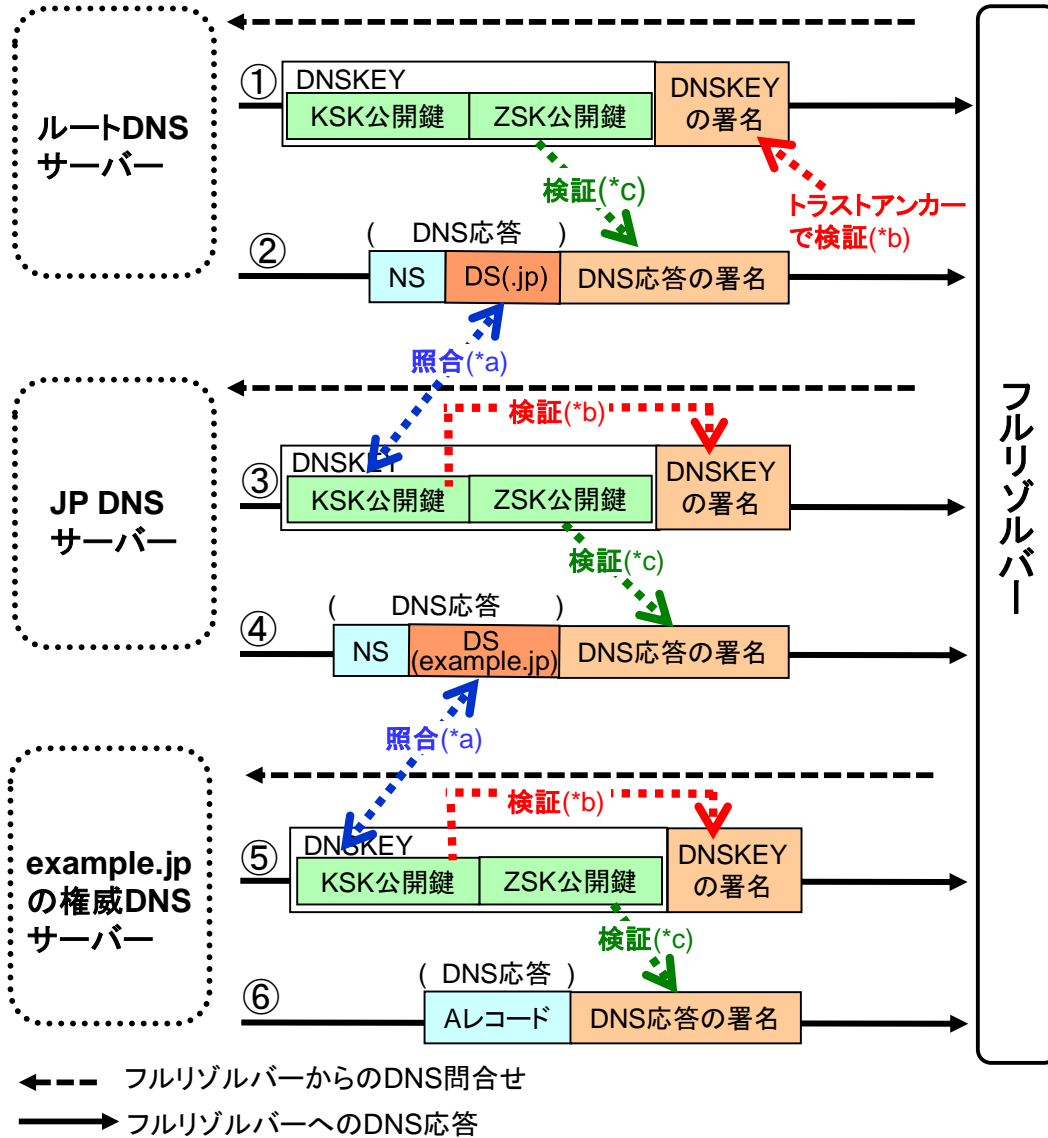 ルートDNS
サーバー
①
DNSKEY
KSK公開鍵
ZSK公開鍵
DNSKEY
の署名
検証(*c)
トラストアンカー
で検証(*b)
②
( DNS応答 )
NS
DS(.jp)
DNS応答の署名
照合(*a)
JP DNS
サーバー
検証(*b)
③
DNSKEY
KSK公開鍵
ZSK公開鍵
DNSKEY
の署名
検証(*c)
④
( DNS応答 )
NS
DS
(example.jp)
DNS応答の署名
照合(*a)
example.jp
の権威DNS
サーバー
検証(*b)
⑤
DNSKEY
KSK公開鍵
ZSK公開鍵
DNSKEY
の署名
検証(*c)
⑥
( DNS応答 )
Aレコード
DNS応答の署名
フルリゾルバー
フルリゾルバーからのDNS問合せ
フルリゾルバーへのDNS応答